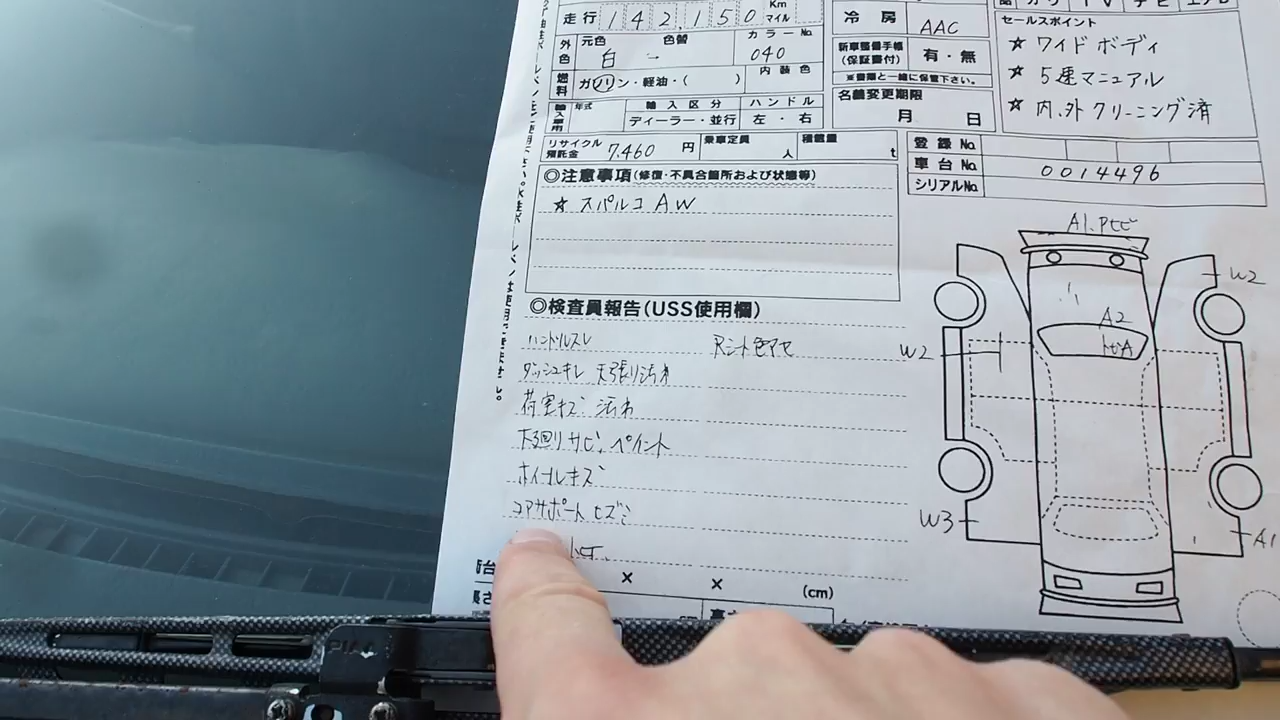 走行 142,150 Km マイル
冷房 AAC
セールスポイント
☆ ワイドボディ
☆ 5速マニュアル
☆ 内.外クリーニング済
外色 元色 色替 カラーNo.
白 - 040
新車整備手帳(保証書付) 有・無
※書類と一緒に保管下さい。
燃料 ガソリン・軽油・( ) 内装色
名義変更期限
月 日
輸入車用 年式 輸入区分 ハンドル
ディーラー・並行 左・右
リサイクル預託金 7,460 円 乗車定員 人 積載量 t
登録No.
車台No. 0014496
シリアルNo.
◎注意事項(修復・不具合箇所および状態等)
☆ スパルコ AW
◎検査員報告(USS使用欄)
ハンドルスレ
ダッシュキレ 天張り汚れ
荷室キズ 汚れ
下廻りサビ、ペイント
ホイールキズ
コアサポートヒズミ
× × (cm)
A1.Pセビ
W2
A2
W2
W3
A1
PIAA